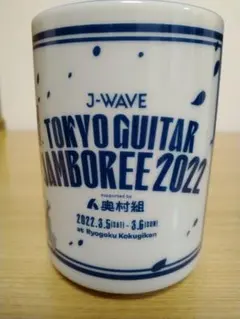 J-WAVE
TOKYO GUITAR
JAMBOREE 2022
supported by
奥村組
2022.3.5(SAT)-3.6(SUN)
at Ryogoku Kokugikan